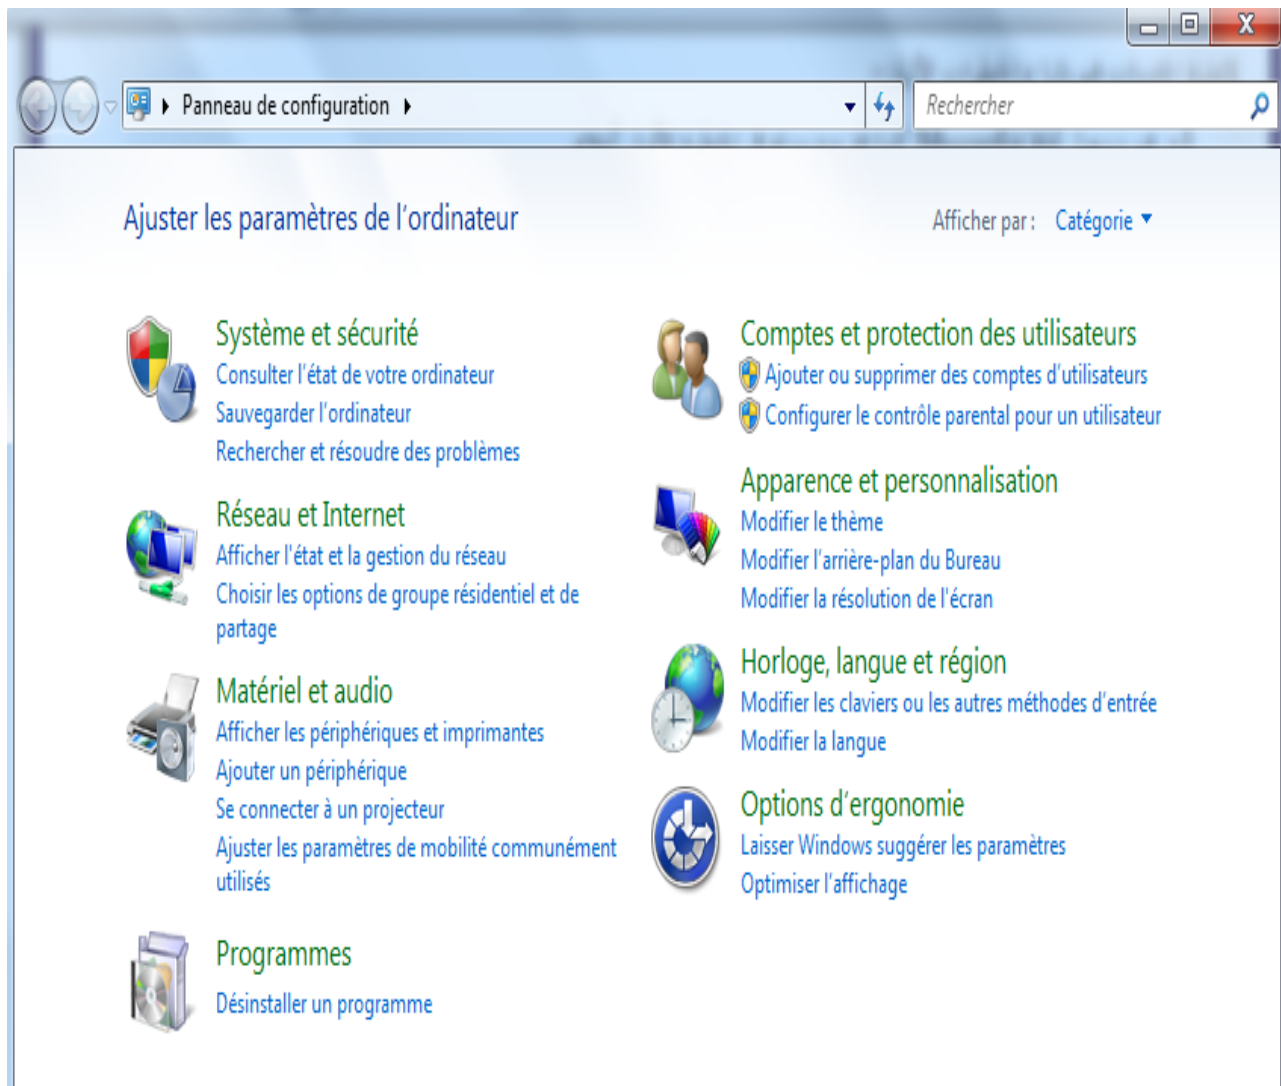 Panneau de configuration
Rechercher
Ajuster les paramètres de l'ordinateur
Afficher par : Catégorie
Système et sécurité
Consulter l'état de votre ordinateur
Sauvegarder l'ordinateur
Rechercher et résoudre des problèmes
Réseau et Internet
Afficher l'état et la gestion du réseau
Choisir les options de groupe résidentiel et de
partage
Matériel et audio
Afficher les périphériques et imprimantes
Ajouter un périphérique
Se connecter à un projecteur
Ajuster les paramètres de mobilité communément
utilisés
Programmes
Désinstaller un programme
Comptes et protection des utilisateurs
Ajouter ou supprimer des comptes d'utilisateurs
Configurer le contrôle parental pour un utilisateur
Apparence et personnalisation
Modifier le thème
Modifier l'arrière-plan du Bureau
Modifier la résolution de l'écran
Horloge, langue et région
Modifier les claviers ou les autres méthodes d'entrée
Modifier la langue
Options d'ergonomie
Laisser Windows suggérer les paramètres
Optimiser l'affichage